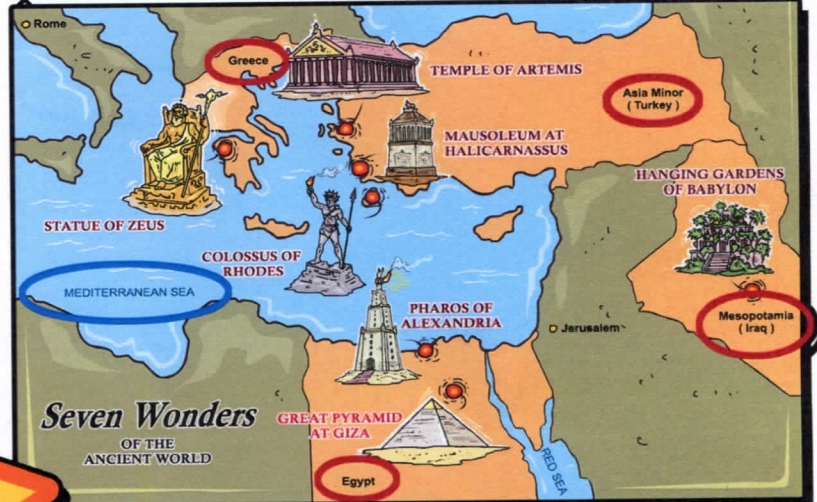 Rome
Greece
TEMPLE OF ARTEMIS
Asia Minor
( Turkey )
MAUSOLEUM AT
HALICARNASSUS
HANGING GARDENS
OF BABYLON
STATUE OF ZEUS
COLOSSUS OF
RHODES
MEDITERRANEAN SEA
PHAROS OF
ALEXANDRIA
Mesopotamia
( Iraq )
Jerusalem
Seven Wonders
OF THE
ANCIENT WORLD
GREAT PYRAMID
AT GIZA
Egypt
RED SEA